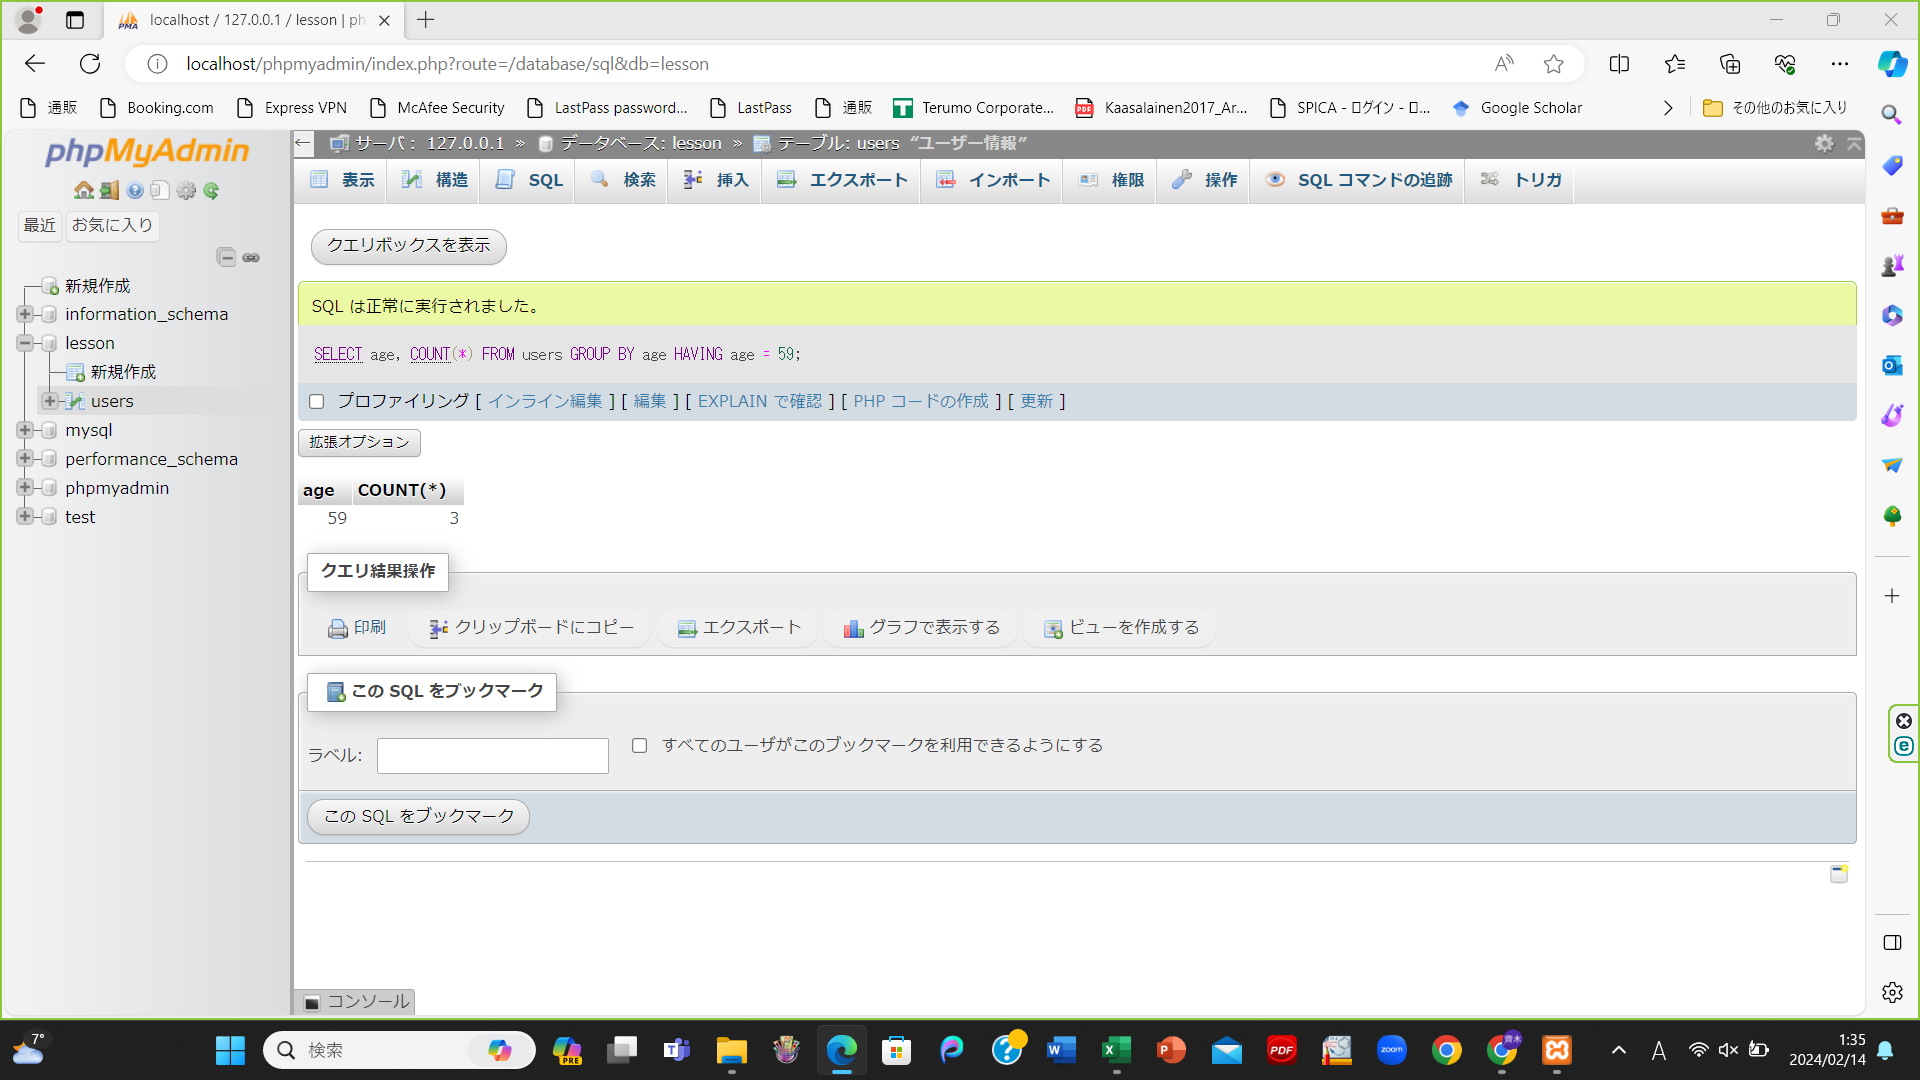 localhost / 127.0.0.1 / lesson | ph
localhost/phpmyadmin/index.php?route=/database/sql&db=lesson
通販 Booking.com Express VPN McAfee Security LastPass password... LastPass 通販 Terumo Corporate... Kaasalainen2017_Ar... SPICA - ログイン - ロ... Google Scholar その他のお気に入り
phpMyAdmin
最近 お気に入り
新規作成
information_schema
lesson
新規作成
users
mysql
performance_schema
phpmyadmin
test
サーバ: 127.0.0.1 » データベース: lesson » テーブル: users “ユーザー情報”
表示 構造 SQL 検索 挿入 エクスポート インポート 権限 操作 SQL コマンドの追跡 トリガ
クエリボックスを表示
SQL は正常に実行されました。
SELECT age, COUNT(*) FROM users GROUP BY age HAVING age = 59;
プロファイリング [ インライン編集 ] [ 編集 ] [ EXPLAIN で確認 ] [ PHP コードの作成 ] [ 更新 ]
拡張オプション
age COUNT(*)
59 3
クエリ結果操作
印刷 クリップボードにコピー エクスポート グラフで表示する ビューを作成する
この SQL をブックマーク
ラベル: すべてのユーザがこのブックマークを利用できるようにする
この SQL をブックマーク
コンソール
7°
検索
PRE
zoom
PDF
A
1:35
2024/02/14